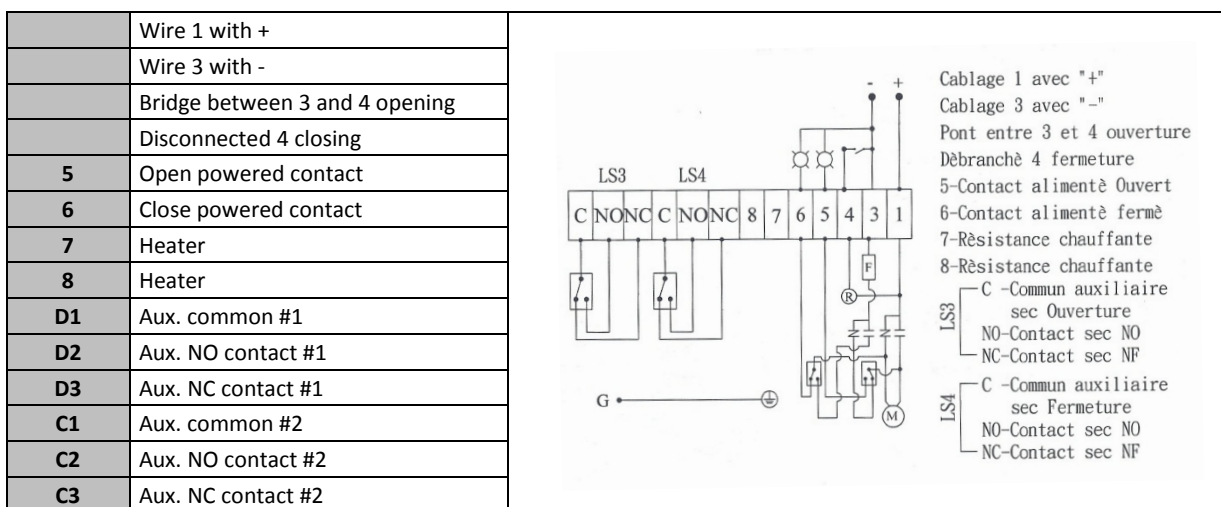 Wire 1 with +
Wire 3 with -
Bridge between 3 and 4 opening
Disconnected 4 closing
5 Open powered contact
6 Close powered contact
7 Heater
8 Heater
D1 Aux. common #1
D2 Aux. NO contact #1
D3 Aux. NC contact #1
C1 Aux. common #2
C2 Aux. NO contact #2
C3 Aux. NC contact #2
- +
LS3 LS4
C NO NC C NO NC 8 7 6 5 4 3 1
F
R
N N
G
M
Cablage 1 avec "+"
Cablage 3 avec "-"
Pont entre 3 et 4 ouverture
Dèbranchè 4 fermeture
5-Contact alimentè Ouvert
6-Contact alimentè fermè
7-Rèsistance chauffante
8-Rèsistance chauffante
LS3
C -Commun auxiliaire
sec Ouverture
NO-Contact sec NO
NC-Contact sec NF
LS4
C -Commun auxiliaire
sec Fermeture
NO-Contact sec NO
NC-Contact sec NF